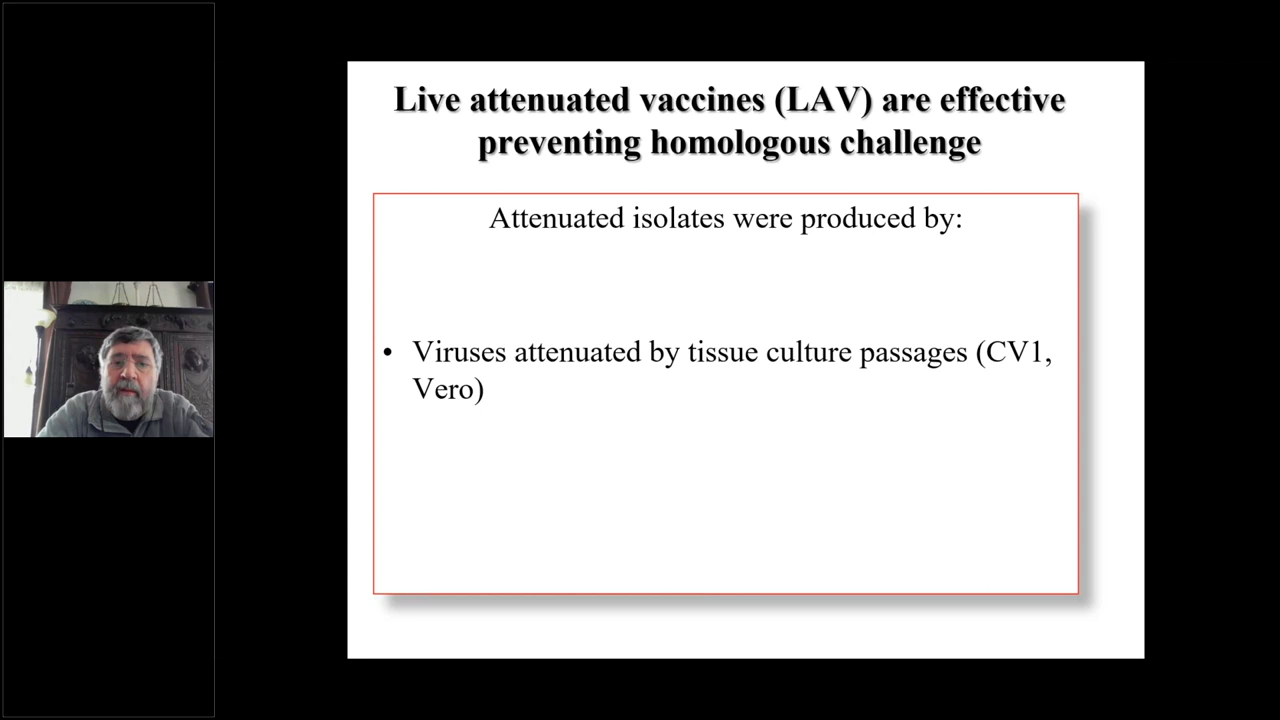 Live attenuated vaccines (LAV) are effective
preventing homologous challenge
Attenuated isolates were produced by:
• Viruses attenuated by tissue culture passages (CV1,
Vero)